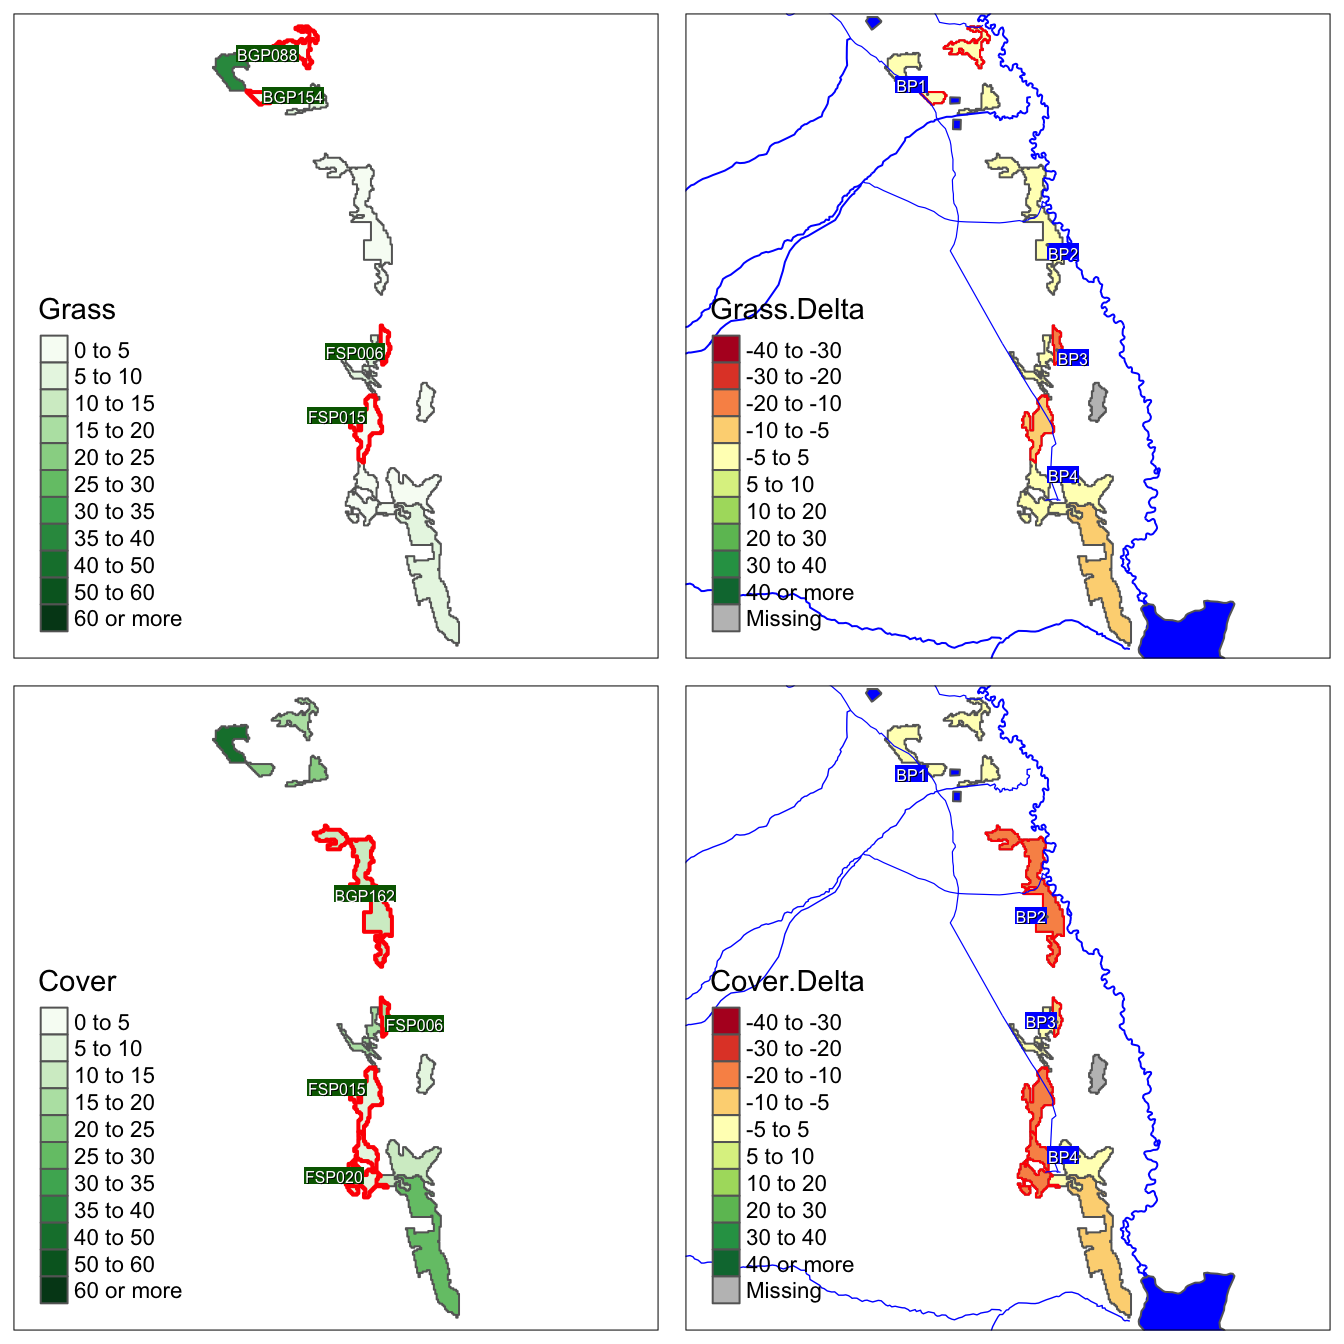 BGP088
BGP154
FSP006
FSP015
Grass
0 to 5
5 to 10
10 to 15
15 to 20
20 to 25
25 to 30
30 to 35
35 to 40
40 to 50
50 to 60
60 or more
BP1
BP2
BP3
BP4
Grass.Delta
-40 to -30
-30 to -20
-20 to -10
-10 to -5
-5 to 5
5 to 10
10 to 20
20 to 30
30 to 40
40 or more
Missing
BGP162
FSP006
FSP015
FSP020
Cover
0 to 5
5 to 10
10 to 15
15 to 20
20 to 25
25 to 30
30 to 35
35 to 40
40 to 50
50 to 60
60 or more
BP1
BP2
BP3
BP4
Cover.Delta
-40 to -30
-30 to -20
-20 to -10
-10 to -5
-5 to 5
5 to 10
10 to 20
20 to 30
30 to 40
40 or more
Missing